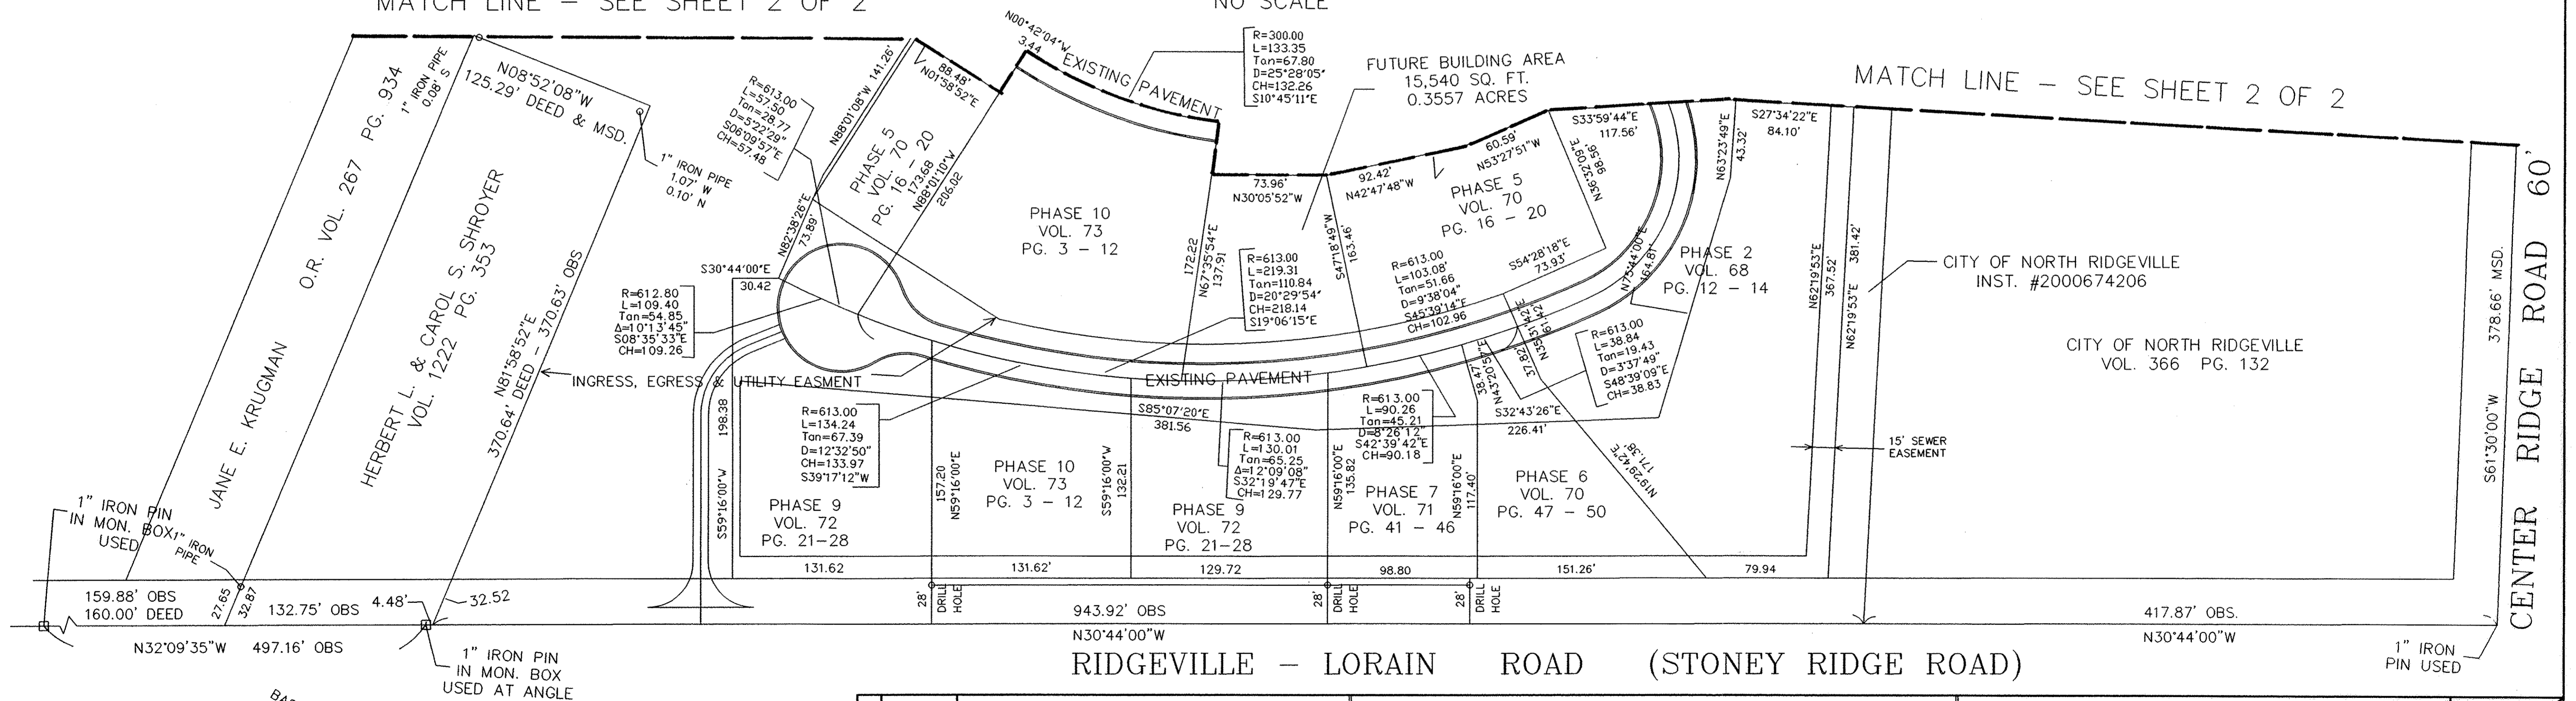 MATCH LINE - SEE SHEET 2 OF 2
NO SCALE
MATCH LINE - SEE SHEET 2 OF 2
JANE E. KRUGMAN
O.R. VOL. 267 PG. 934
1" IRON PIPE
0.08' S
N08°52'08"W
125.29' DEED & MSD.
1" IRON PIPE
1.07' W
0.10' N
HERBERT L. & CAROL S. SHROYER
VOL. 1222 PG. 353
N81°58'52"E
370.64' DEED - 370.63' OBS
R=613.00
L=57.50
Tan=28.77
D=5°22'29"
S06°09'57"E
CH=57.48
N88°01'08"W 141.26'
88.48'
N01°58'52"E
N00°42'04"W
3.44
EXISTING PAVEMENT
R=300.00
L=133.35
Tan=67.80
D=25°28'05"
CH=132.26
S10°45'11"E
FUTURE BUILDING AREA
15,540 SQ. FT.
0.3557 ACRES
PHASE 5
VOL. 70
PG. 16 - 20
173.68
N88°01'10"W
206.02
N82°38'26"E
73.89'
PHASE 10
VOL. 73
PG. 3 - 12
73.96'
N30°05'52"W
92.42'
N42°47'48"W
60.59'
N53°27'51"W
PHASE 5
VOL. 70
PG. 16 - 20
S33°59'44"E
117.56'
N36°32'09"E
98.56'
N63°23'49"E
43.32'
S27°34'22"E
84.10'
172.22
N67°35'54"E
137.91
S47°18'49"W
163.46'
R=613.00
L=219.31
Tan=110.84
D=20°29'54"
CH=218.14
S19°06'15"E
R=613.00
L=103.08'
Tan=51.66
D=9°38'04"
S45°39'14"E
CH=102.96
S54°28'18"E
73.93'
N75°44'00"E
164.81'
PHASE 2
VOL. 68
PG. 12 - 14
N62°19'53"E
367.52'
N62°19'53"E 381.42'
CITY OF NORTH RIDGEVILLE
INST. #2000674206
CITY OF NORTH RIDGEVILLE
VOL. 366 PG. 132
S61°30'00"W 378.66' MSD.
CENTER RIDGE ROAD 60'
S30°44'00"E
30.42
R=612.80
L=109.40
Tan=54.85
Δ=10°13'45"
S08°35'33"E
CH=109.26
INGRESS, EGRESS & UTILITY EASMENT
EXISTING PAVEMENT
R=613.00
L=134.24
Tan=67.39
D=12°32'50"
CH=133.97
S39°17'12"W
S85°07'20"E
381.56
R=613.00
L=130.01
Tan=65.25
Δ=12°09'08"
S32°19'47"E
CH=129.77
R=613.00
L=90.26
Tan=45.21
D=8°26'12"
S42°39'42"E
CH=90.18
38.47'
N43°20'57"E
37.82'
N35°31'42"E
61.42'
R=613.00
L=38.84
Tan=19.43
D=3°37'49"
S48°39'09"E
CH=38.83
S32°43'26"E
226.41'
N19°29'42"E
171.38'
15' SEWER
EASEMENT
S59°16'00"W 198.38
PHASE 9
VOL. 72
PG. 21-28
157.20
N59°16'00"E
PHASE 10
VOL. 73
PG. 3 - 12
S59°16'00"W
132.21
PHASE 9
VOL. 72
PG. 21-28
N59°16'00"E
135.82
PHASE 7
VOL. 71
PG. 41 - 46
N59°16'00"E
117.40'
PHASE 6
VOL. 70
PG. 47 - 50
1" IRON PIN
IN MON. BOX
USED
1" IRON
PIPE
131.62
131.62'
129.72
98.80
151.26'
79.94
159.88' OBS
160.00' DEED
27.65
32.87
132.75' OBS
4.48'
32.52
28'
DRILL
HOLE
943.92' OBS
28'
DRILL
HOLE
28'
DRILL
HOLE
417.87' OBS.
N32°09'35"W 497.16' OBS
N30°44'00"W
N30°44'00"W
1" IRON PIN
IN MON. BOX
USED AT ANGLE
RIDGEVILLE - LORAIN ROAD (STONEY RIDGE ROAD)
1" IRON
PIN USED